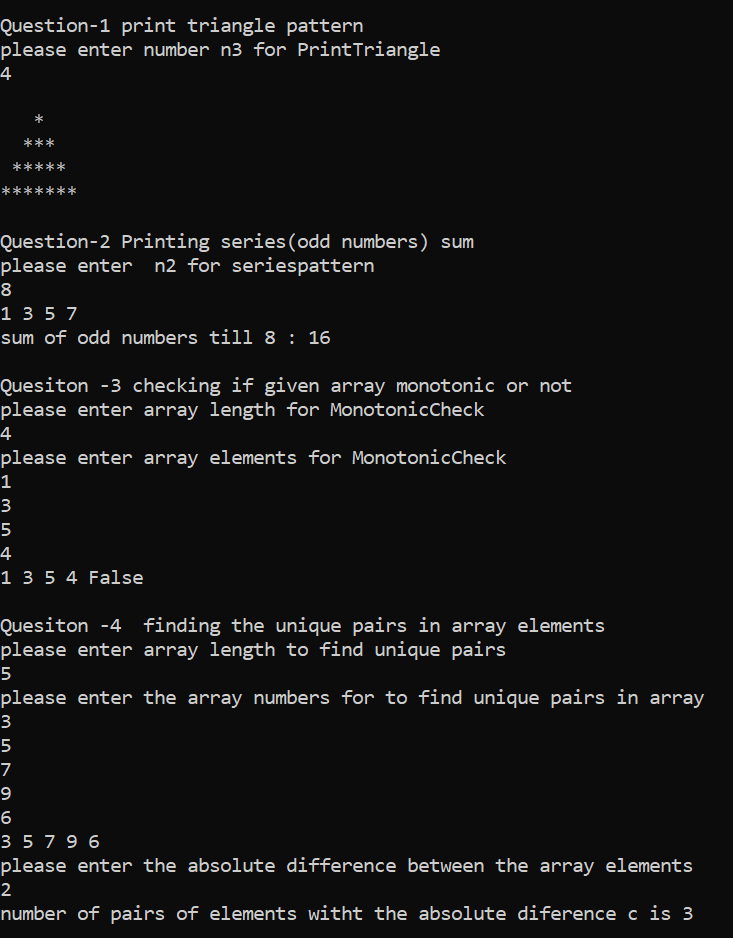 Question-1 print triangle pattern
please enter number n3 for PrintTriangle
4
   *
  ***
 *****
*******
Question-2 Printing series(odd numbers) sum
please enter  n2 for seriespattern
8
1 3 5 7
sum of odd numbers till 8 : 16
Quesiton -3 checking if given array monotonic or not
please enter array length for MonotonicCheck
4
please enter array elements for MonotonicCheck
1
3
5
4
1 3 5 4 False
Quesiton -4  finding the unique pairs in array elements
please enter array length to find unique pairs
5
please enter the array numbers for to find unique pairs in array
3
5
7
9
6
3 5 7 9 6
please enter the absolute difference between the array elements
2
number of pairs of elements witht the absolute diference c is 3